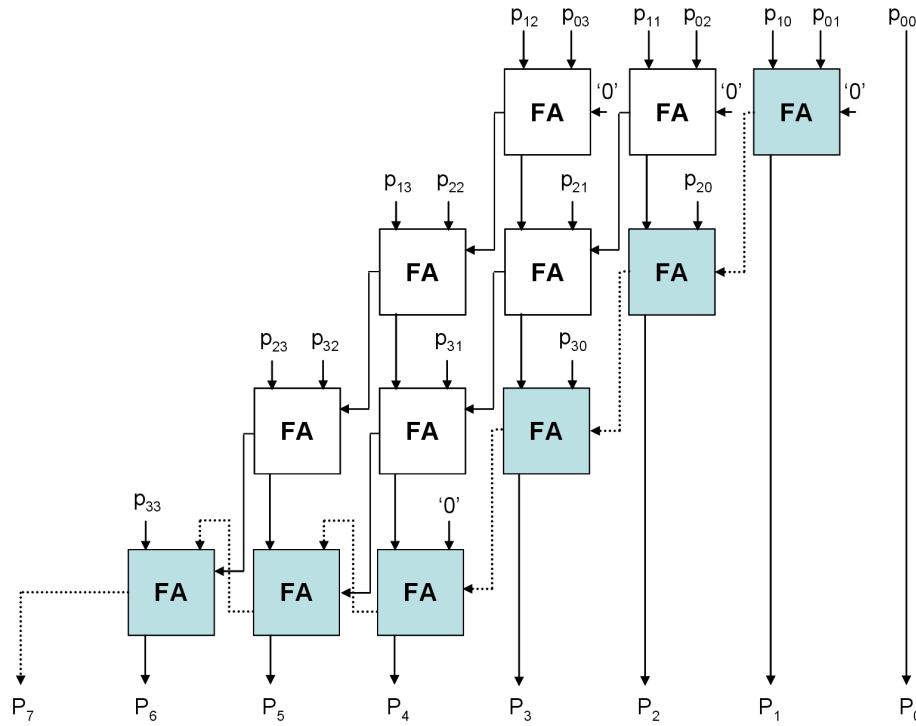 p₁₂ p₀₃ p₁₁ p₀₂ p₁₀ p₀₁ p₀₀
‘0’ ‘0’ ‘0’
FA FA FA
p₁₃ p₂₂ p₂₁ p₂₀
FA FA FA
p₂₃ p₃₂ p₃₁ p₃₀
FA FA FA
p₃₃ ‘0’
FA FA FA
P₇ P₆ P₅ P₄ P₃ P₂ P₁ P₀